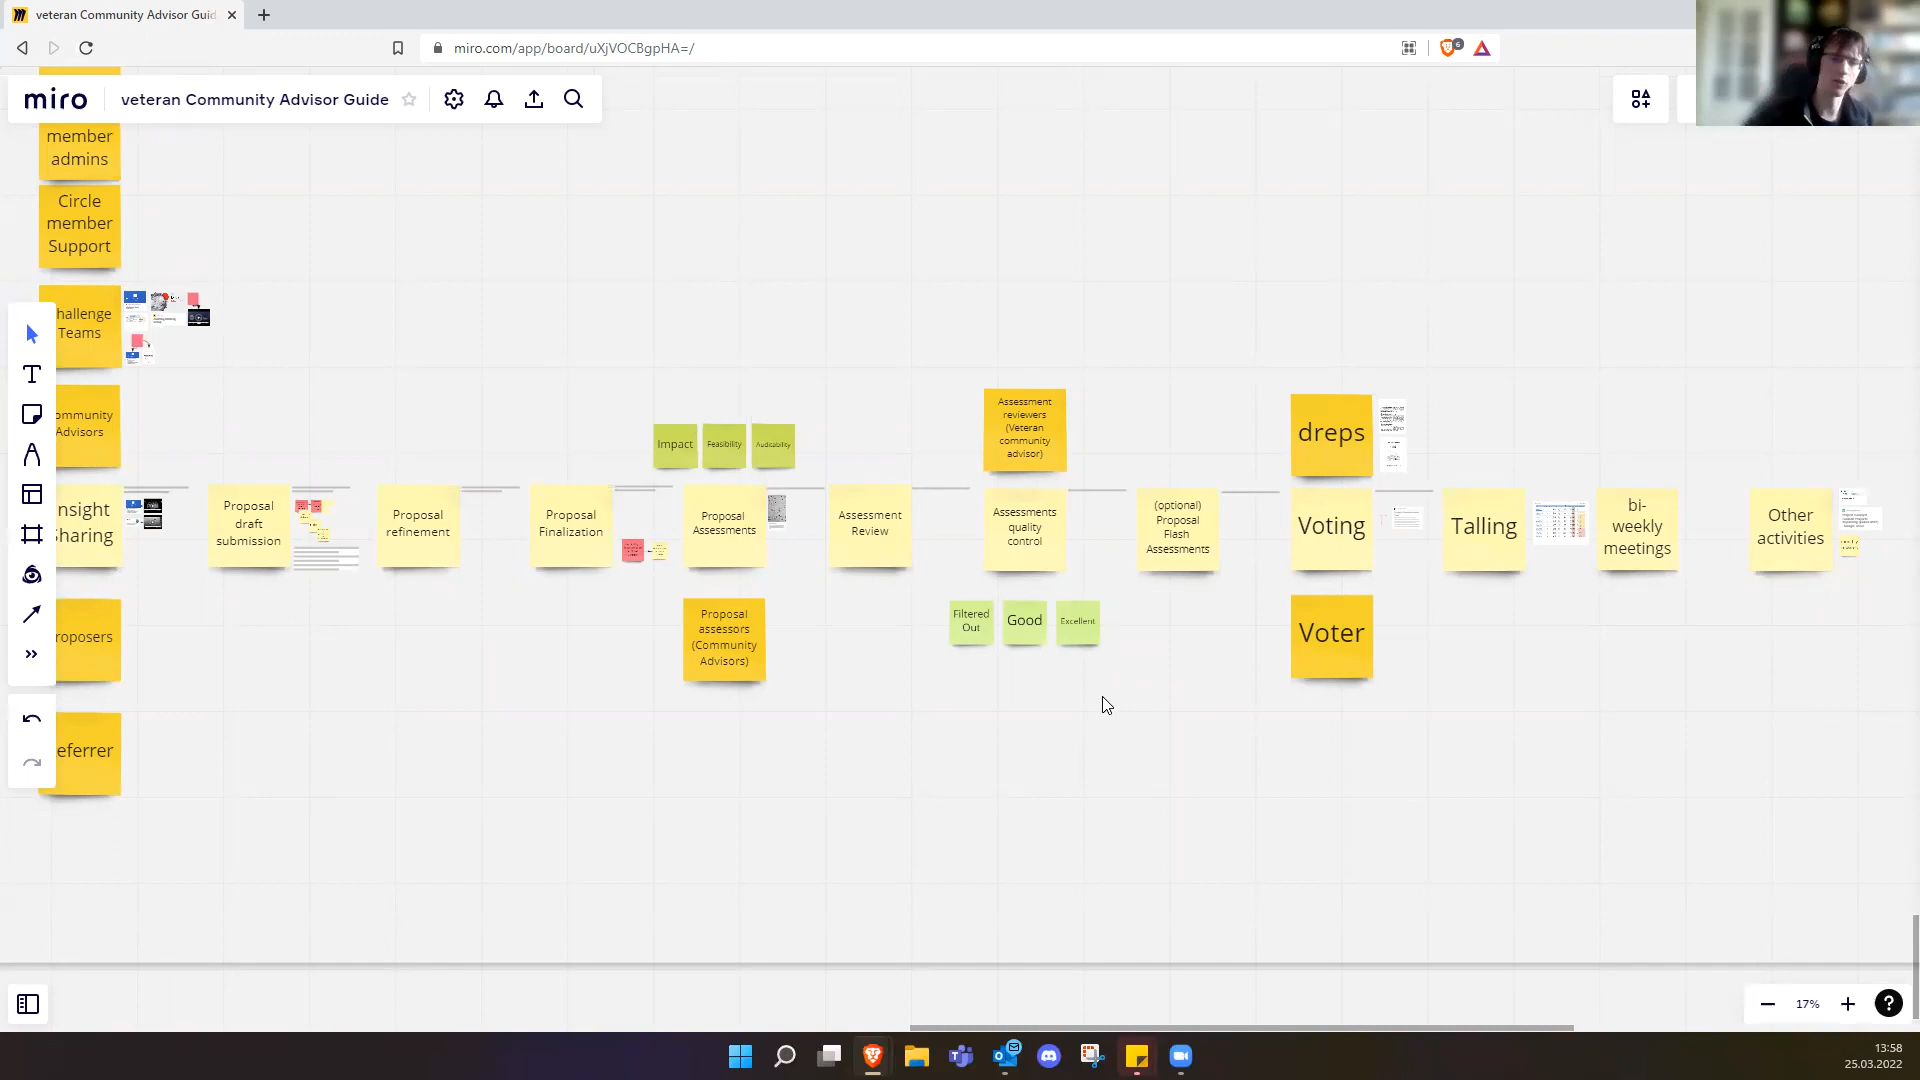 veteran Community Advisor Guid
miro.com/app/board/uXjVOCBgpHA=/
6
miro
veteran Community Advisor Guide
member
admins
Circle
member
Support
hallenge
Teams
ommunity
Advisors
nsight
Sharing
roposers
eferrer
Proposal
draft
submission
Proposal
refinement
Proposal
Finalization
Impact
Feasibility
Auditability
Proposal
Assessments
Proposal
assessors
(Community
Advisors)
Assessment
Review
Assessment
reviewers
(Veteran
community
advisor)
Assessments
quality
control
Filtered
Out
Good
Excellent
(optional)
Proposal
Flash
Assessments
dreps
Voting
Voter
Talling
bi-
weekly
meetings
Other
activities
17%
13:58
25.03.2022